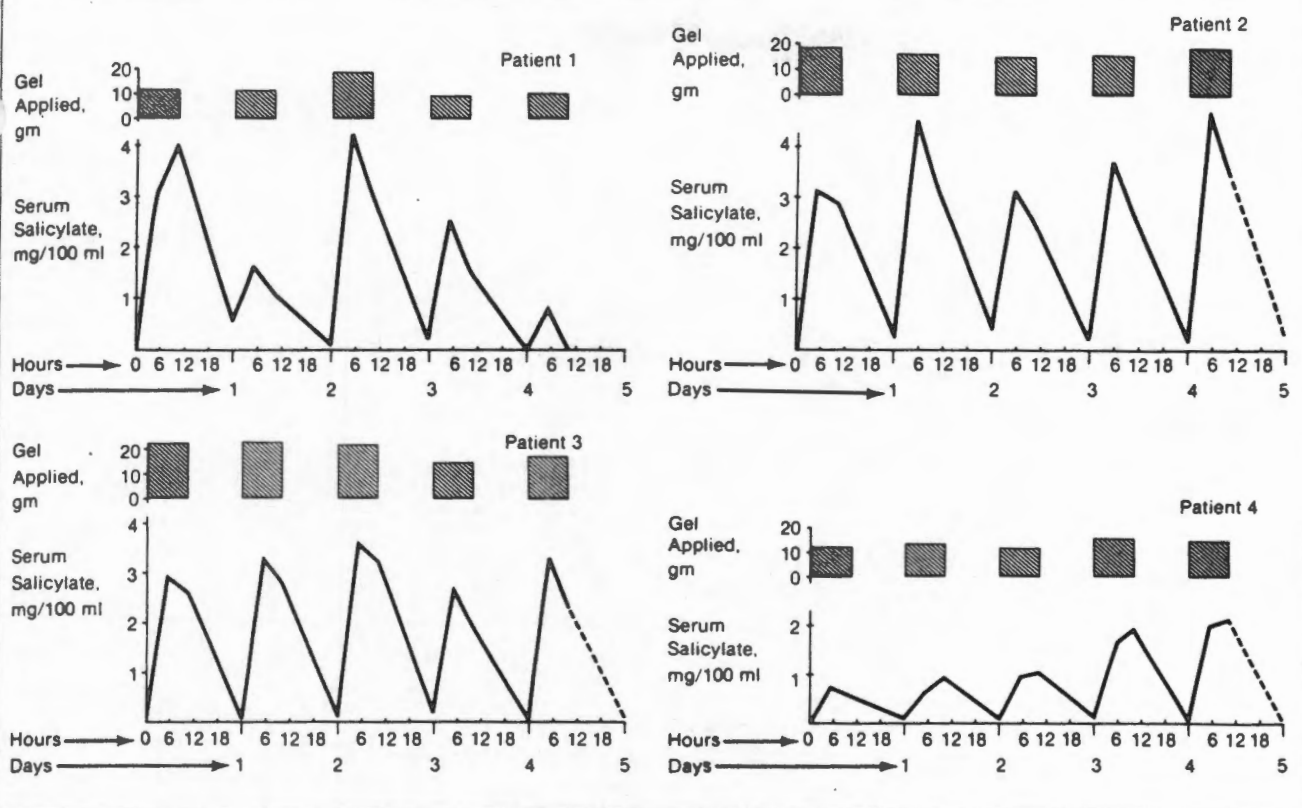 Patient 1
Gel
Applied,
gm
20
10
0
Serum
Salicylate,
mg/100 ml
4
3
2
1
Hours 0 6 12 18 6 12 18 6 12 18 6 12 18 6 12 18
Days 1 2 3 4 5
Patient 2
Gel
Applied,
gm
20
10
0
Serum
Salicylate,
mg/100 ml
4
3
2
1
Hours 0 6 12 18 6 12 18 6 12 18 6 12 18 6 12 18
Days 1 2 3 4 5
Patient 3
Gel
Applied,
gm
20
10
0
Serum
Salicylate,
mg/100 ml
4
3
2
1
Hours 0 6 12 18 6 12 18 6 12 18 6 12 18 6 12 18
Days 1 2 3 4 5
Patient 4
Gel
Applied,
gm
20
10
0
Serum
Salicylate,
mg/100 ml
2
1
Hours 0 6 12 18 6 12 18 6 12 18 6 12 18 6 12 18
Days 1 2 3 4 5